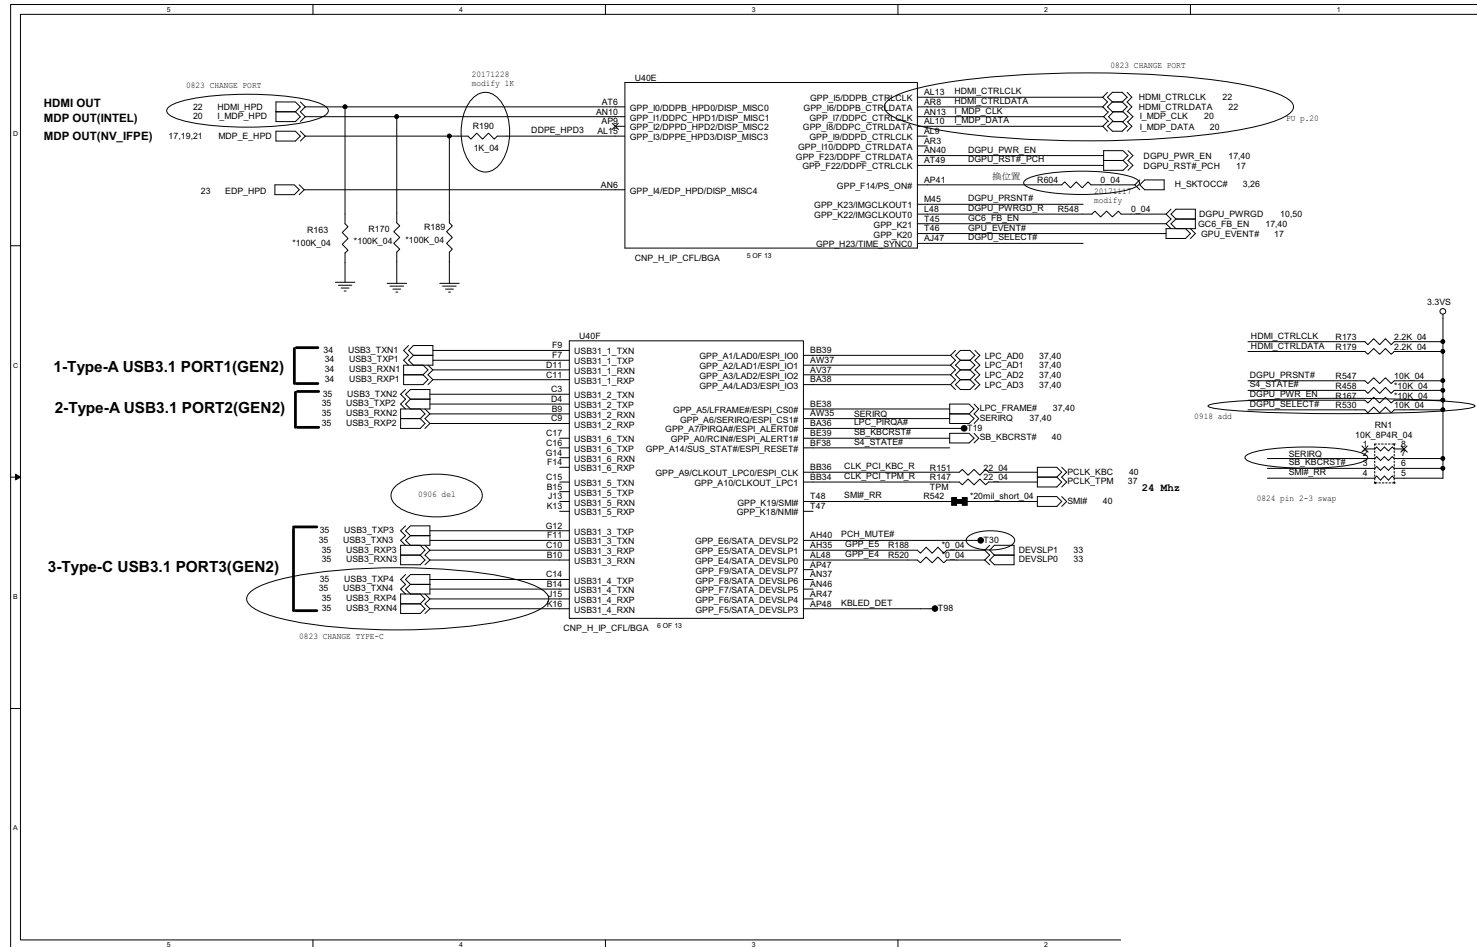 5 4 3 2 1
D
C
B
A
0823 CHANGE PORT
HDMI OUT 22 HDMI_HPD
MDP OUT(INTEL) 20 I_MDP_HPD
MDP OUT(NV_IFPE) 17,19,21 MDP_E_HPD
23 EDP_HPD
20171228
modify 1K
R190
1K_04
DDPE_HPD3
R163
*100K_04
R170
*100K_04
R189
*100K_04
U40E
AT6 GPP_I0/DDPB_HPD0/DISP_MISC0
AN10 GPP_I1/DDPC_HPD1/DISP_MISC1
AP9 GPP_I2/DDPD_HPD2/DISP_MISC2
AL15 GPP_I3/DDPE_HPD3/DISP_MISC3
AN6 GPP_I4/EDP_HPD/DISP_MISC4
GPP_I5/DDPB_CTRLCLK AL13 HDMI_CTRLCLK HDMI_CTRLCLK 22
GPP_I6/DDPB_CTRLDATA AR8 HDMI_CTRLDATA HDMI_CTRLDATA 22
GPP_I7/DDPC_CTRLCLK AN13 I_MDP_CLK I_MDP_CLK 20
GPP_I8/DDPC_CTRLDATA AL10 I_MDP_DATA I_MDP_DATA 20
GPP_I9/DDPD_CTRLCLK AL9
GPP_I10/DDPD_CTRLDATA AR3
GPP_F23/DDPF_CTRLDATA AN40 DGPU_PWR_EN DGPU_PWR_EN 17,40
GPP_F22/DDPF_CTRLCLK AT49 DGPU_RST#_PCH DGPU_RST#_PCH 17
GPP_F14/PS_ON# AP41 R604 0_04 H_SKTOCC# 3,26
GPP_K23/IMGCLKOUT1 M45 DGPU_PRSNT#
GPP_K22/IMGCLKOUT0 L48 DGPU_PWRGD_R R548 0_04 DGPU_PWRGD 10,50
GPP_K21 T45 GC6_FB_EN GC6_FB_EN 17,40
GPP_K20 T46 GPU_EVENT# GPU_EVENT# 17
GPP_H23/TIME_SYNC0 AJ47 DGPU_SELECT#
CNP_H_IP_CFL/BGA 5 OF 13
0823 CHANGE PORT
PU p.20
換位置
20171117
modify
1-Type-A USB3.1 PORT1(GEN2)
34 USB3_TXN1
34 USB3_TXP1
34 USB3_RXN1
34 USB3_RXP1
2-Type-A USB3.1 PORT2(GEN2)
35 USB3_TXN2
35 USB3_TXP2
35 USB3_RXN2
35 USB3_RXP2
0906 del
3-Type-C USB3.1 PORT3(GEN2)
35 USB3_TXP3
35 USB3_TXN3
35 USB3_RXP3
35 USB3_RXN3
35 USB3_TXP4
35 USB3_TXN4
35 USB3_RXP4
35 USB3_RXN4
0823 CHANGE TYPE-C
U40F
F9 USB31_1_TXN
F7 USB31_1_TXP
D11 USB31_1_RXN
C11 USB31_1_RXP
C3 USB31_2_TXN
D4 USB31_2_TXP
B9 USB31_2_RXN
C9 USB31_2_RXP
C17 USB31_6_TXN
C16 USB31_6_TXP
G14 USB31_6_RXN
F14 USB31_6_RXP
C15 USB31_5_TXN
B15 USB31_5_TXP
J13 USB31_5_RXN
K13 USB31_5_RXP
G12 USB31_3_TXP
F11 USB31_3_TXN
C10 USB31_3_RXP
B10 USB31_3_RXN
C14 USB31_4_TXP
B14 USB31_4_TXN
J15 USB31_4_RXP
K16 USB31_4_RXN
GPP_A1/LAD0/ESPI_IO0 BB39 LPC_AD0 37,40
GPP_A2/LAD1/ESPI_IO1 AW37 LPC_AD1 37,40
GPP_A3/LAD2/ESPI_IO2 AV37 LPC_AD2 37,40
GPP_A4/LAD3/ESPI_IO3 BA38 LPC_AD3 37,40
GPP_A5/LFRAME#/ESPI_CS0# BE38 LPC_FRAME# 37,40
GPP_A6/SERIRQ/ESPI_CS1# AW35 SERIRQ SERIRQ 37,40
GPP_A7/PIRQA#/ESPI_ALERT0# BA36 LPC_PIRQA# T19
GPP_A0/RCIN#/ESPI_ALERT1# BE39 SB_KBCRST# SB_KBCRST# 40
GPP_A14/SUS_STAT#/ESPI_RESET# BF38 S4_STATE#
GPP_A9/CLKOUT_LPC0/ESPI_CLK BB36 CLK_PCI_KBC_R R151 22_04 PCLK_KBC 40
GPP_A10/CLKOUT_LPC1 BB34 CLK_PCI_TPM_R R147 22_04 PCLK_TPM 37
TPM
24 Mhz
GPP_K19/SMI# T48 SMI#_RR R542 *20mil_short_04 SMI# 40
GPP_K18/NMI# T47
GPP_E6/SATA_DEVSLP2 AH40 PCH_MUTE# T30
GPP_E5/SATA_DEVSLP1 AH35 GPP_E5 R188 *0_04 DEVSLP1 33
GPP_E4/SATA_DEVSLP0 AL48 GPP_E4 R520 *0_04 DEVSLP0 33
GPP_F9/SATA_DEVSLP7 AP47
GPP_F8/SATA_DEVSLP6 AN37
GPP_F7/SATA_DEVSLP5 AN46
GPP_F6/SATA_DEVSLP4 AR47
GPP_F5/SATA_DEVSLP3 AP48 KBLED_DET T98
CNP_H_IP_CFL/BGA 6 OF 13
3.3VS
HDMI_CTRLCLK R173 2.2K_04
HDMI_CTRLDATA R179 2.2K_04
DGPU_PRSNT# R547 10K_04
S4_STATE# R458 *10K_04
DGPU_PWR_EN R167 *10K_04
DGPU_SELECT# R530 10K_04
0918 add
RN1
10K_8P4R_04
1 8
SERIRQ 2 7
SB_KBCRST# 3 6
SMI#_RR 4 5
0824 pin 2-3 swap
5 4 3 2